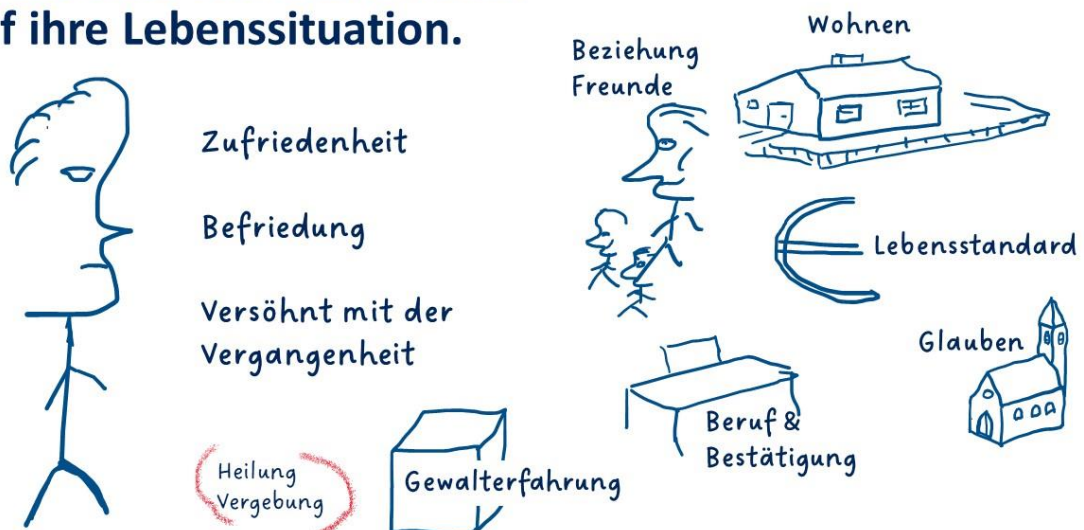 f ihre Lebenssituation.
Zufriedenheit
Befriedung
Versöhnt mit der
Vergangenheit
Heilung
Vergebung
Gewalterfahrung
Beziehung
Freunde
Wohnen
Lebensstandard
Glauben
Beruf &
Bestätigung